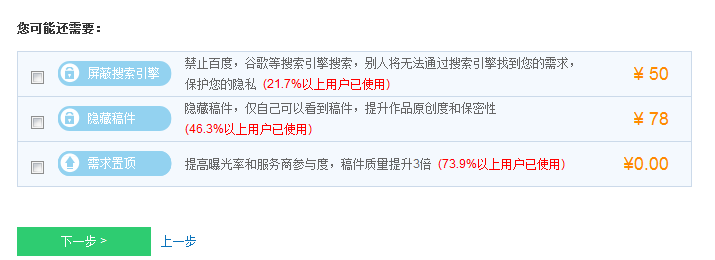 您可能还需要：
屏蔽搜索引擎
禁止百度，谷歌等搜索引擎搜索，别人将无法通过搜索引擎找到您的需求，
保护您的隐私 (21.7%以上用户已使用)
¥ 50
隐藏稿件
隐藏稿件，仅自己可以看到稿件，提升作品原创度和保密性
(46.3%以上用户已使用)
¥ 78
需求置顶
提高曝光率和服务商参与度，稿件质量提升3倍 (73.9%以上用户已使用)
¥0.00
下一步 > 上一步